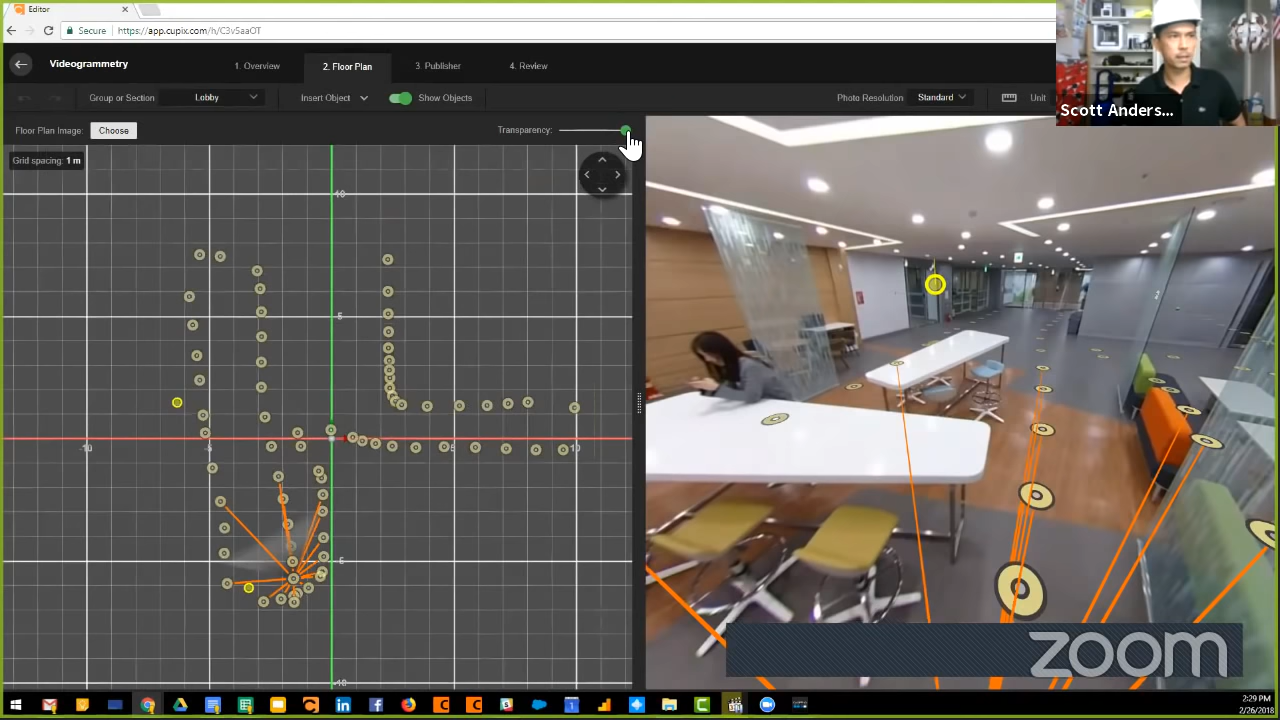 Editor
Secure
https://app.cupix.com/h/C3v5aaOT
Videogrammetry
1. Overview
2. Floor Plan
3. Publisher
4. Review
Group or Section
Lobby
Insert Object
Show Objects
Photo Resolution
Standard
Unit
Scott Anders...
Floor Plan Image:
Choose
Transparency:
Grid spacing: 1 m
10
5
-10
-5
5
10
-5
-10
zoom
2:29 PM
2/26/2018